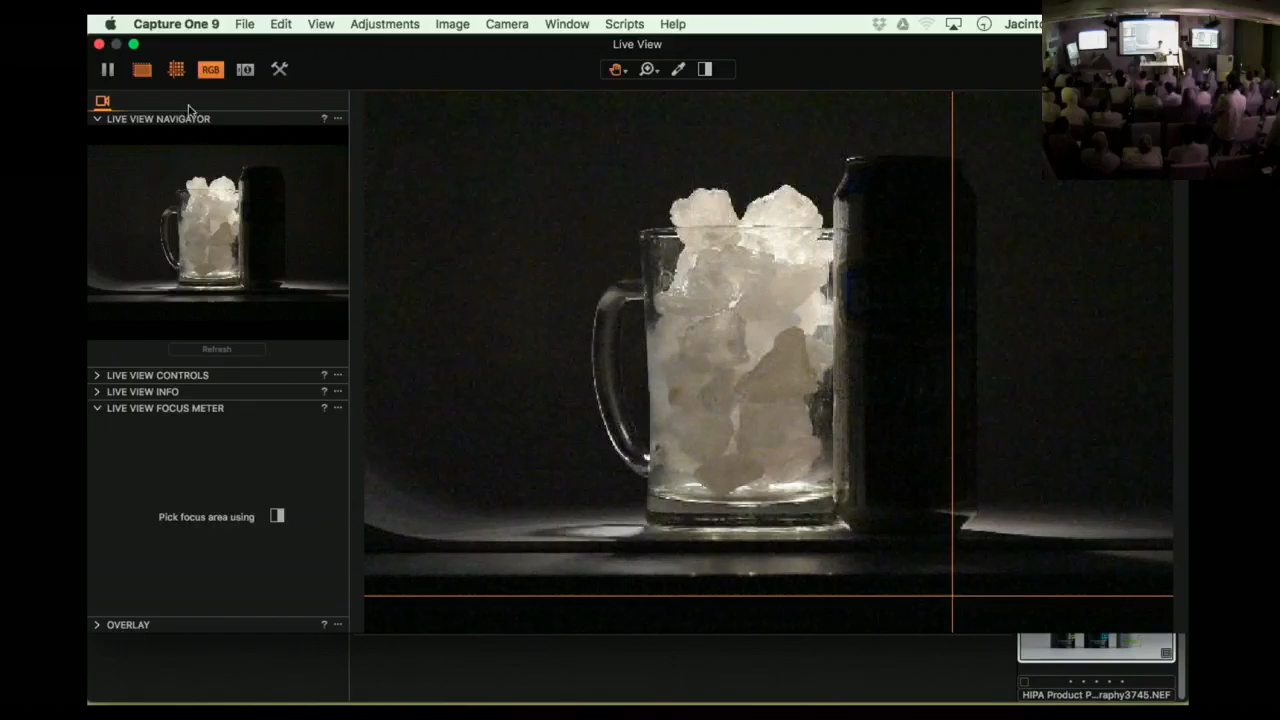 Capture One 9 File Edit View Adjustments Image Camera Window Scripts Help Jacint
Live View
RGB
LIVE VIEW NAVIGATOR ? ...
Refresh
LIVE VIEW CONTROLS ? ...
LIVE VIEW INFO ? ...
LIVE VIEW FOCUS METER ? ...
Pick focus area using
OVERLAY ? ...
HIPA Product P...raphy3745.NEF